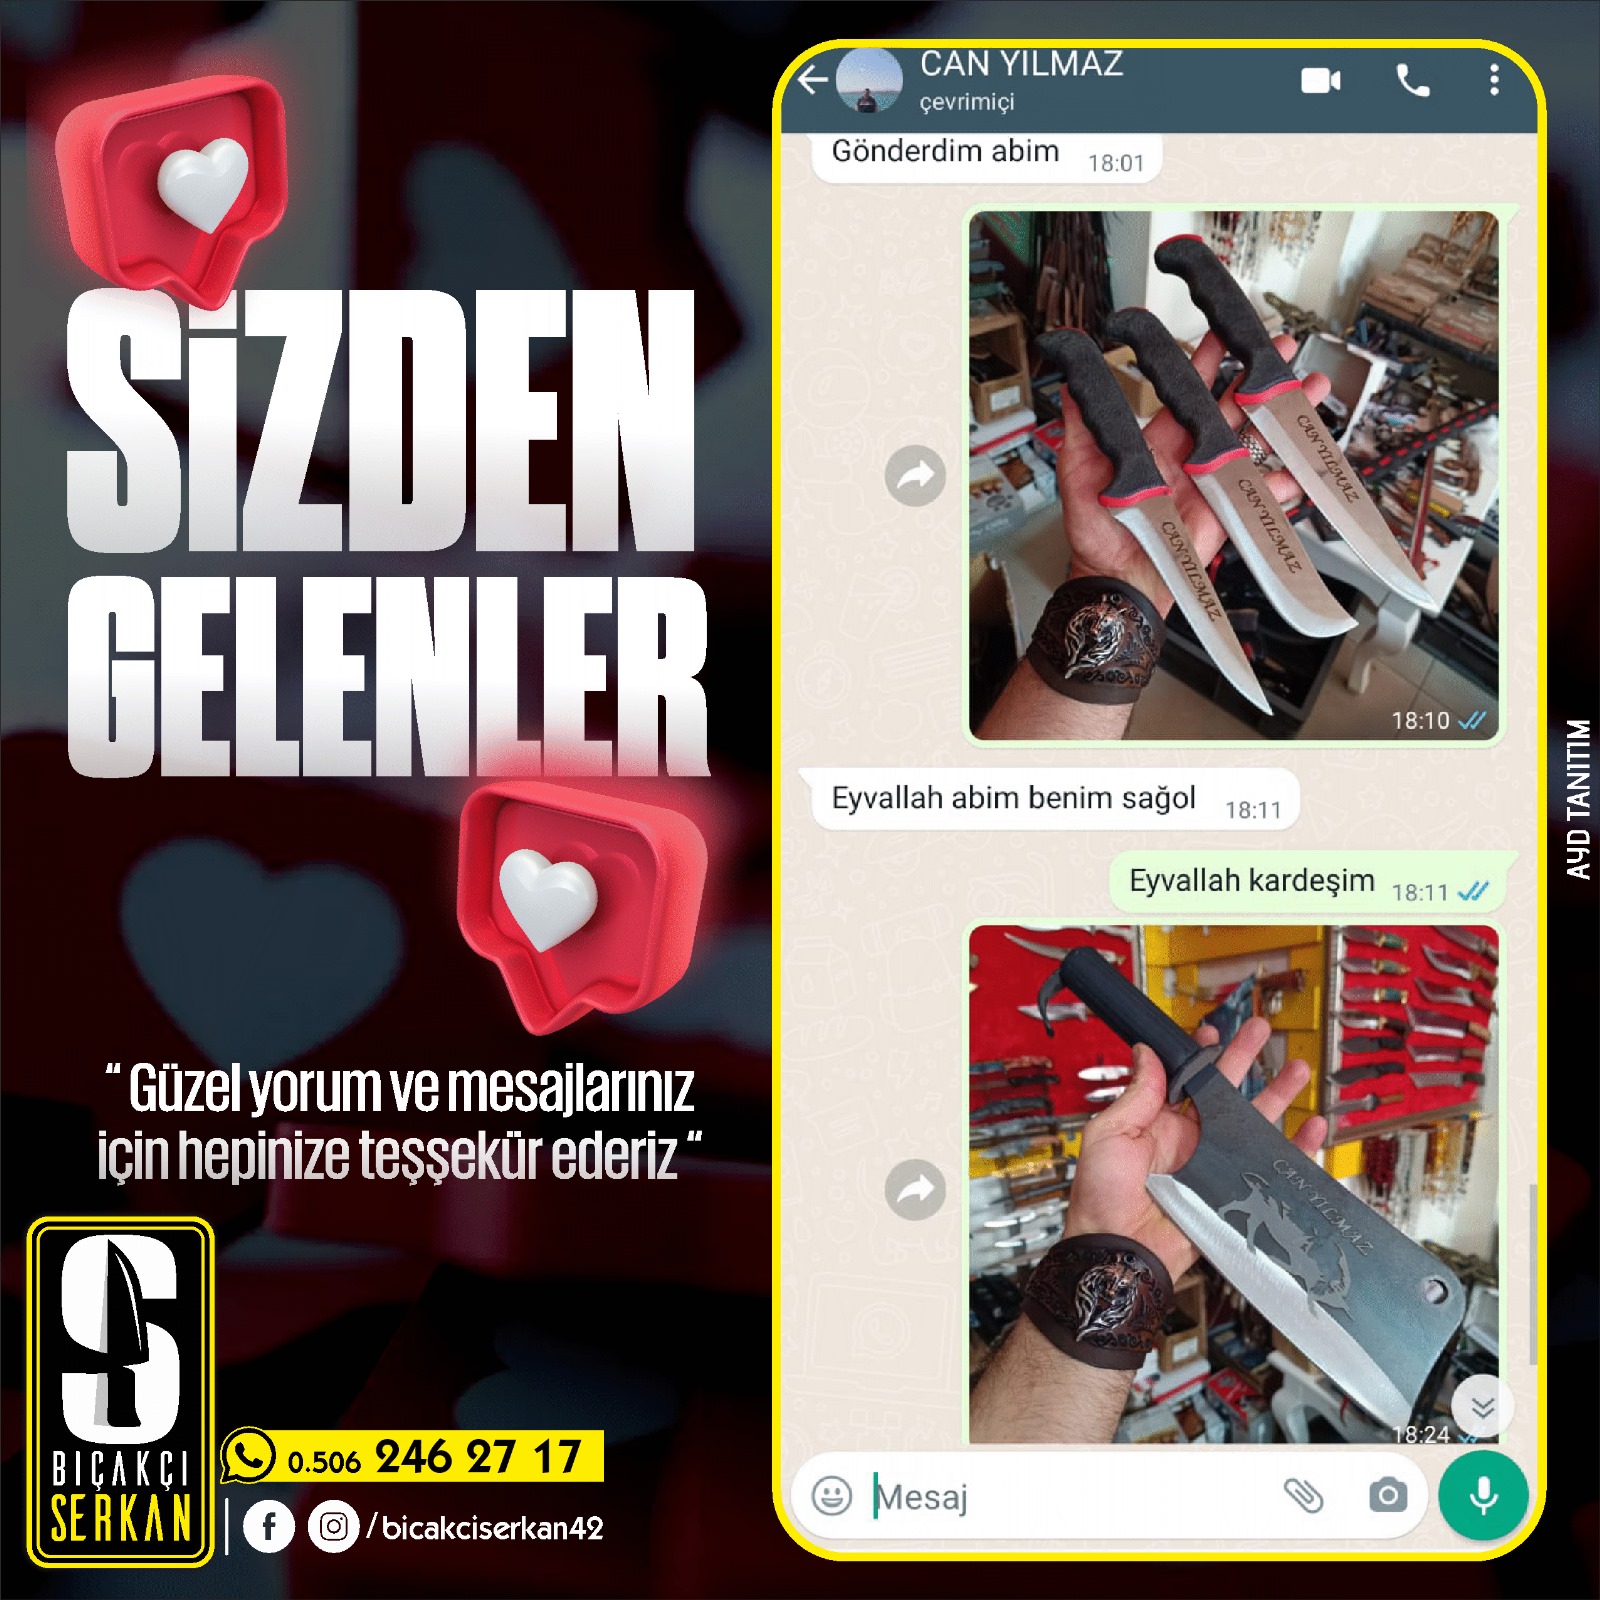 SİZDEN
GELENLER
“ Güzel yorum ve mesajlarınız
için hepinize teşşekür ederiz “
S
BIÇAKÇI
SERKAN
0.506 246 27 17
/bicakciserkan42
CAN YILMAZ
çevrimiçi
Gönderdim abim 18:01
CAN YILMAZ
CAN YILMAZ
CAN YILMAZ
18:10
Eyvallah abim benim sağol 18:11
Eyvallah kardeşim 18:11
CAN YILMAZ
18:24
Mesaj
AYD TANITIM